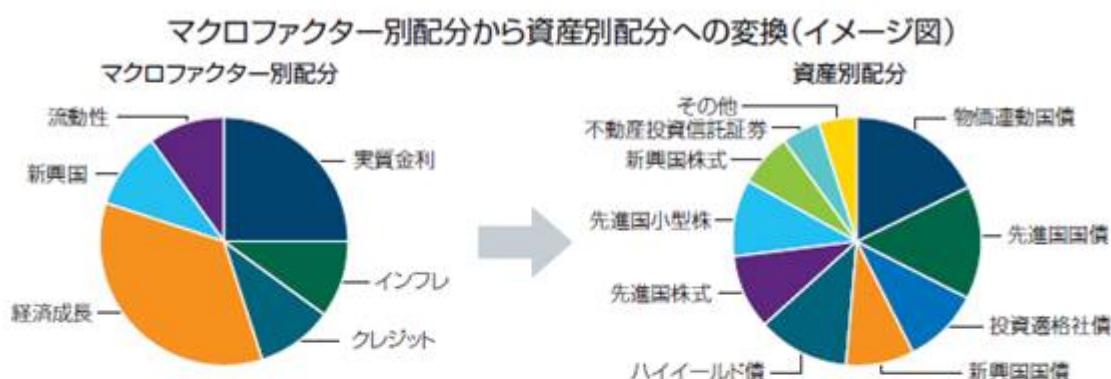 マクロファクター別配分から資産別配分への変換(イメージ図)
マクロファクター別配分
流動性
実質金利
新興国
インフレ
経済成長
クレジット
資産別配分
その他
物価連動国債
不動産投資信託証券
新興国株式
先進国小型株
先進国国債
先進国株式
投資適格社債
ハイイールド債
新興国国債